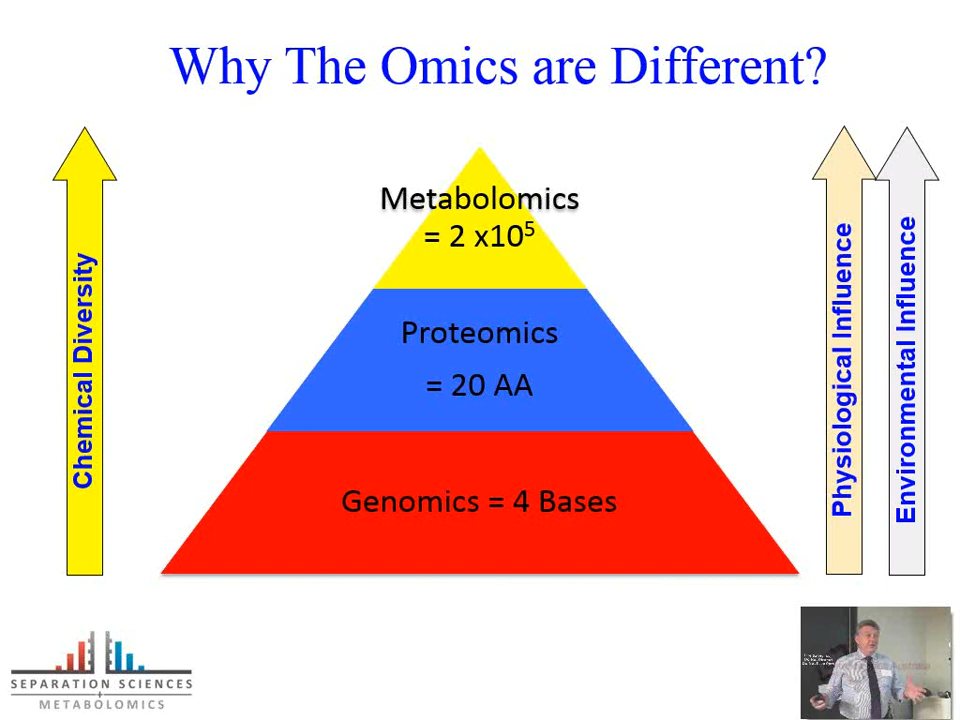 Why The Omics are Different?
Chemical Diversity
Metabolomics
= 2 x10⁵
Proteomics
= 20 AA
Genomics = 4 Bases
Physiological Influence
Environmental Influence
SEPARATION SCIENCES
METABOLOMICS
Australia